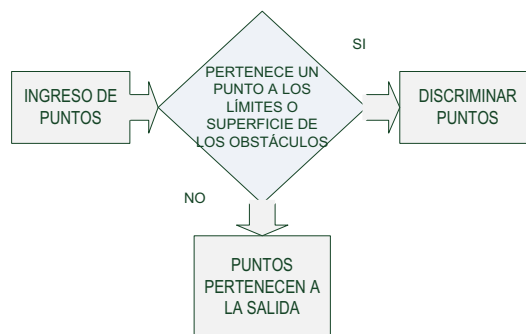 SI
INGRESO DE
PUNTOS
PERTENECE UN
PUNTO A LOS
LÍMITES O
SUPERFICIE DE
LOS OBSTÁCULOS
DISCRIMINAR
PUNTOS
NO
PUNTOS
PERTENECEN A
LA SALIDA